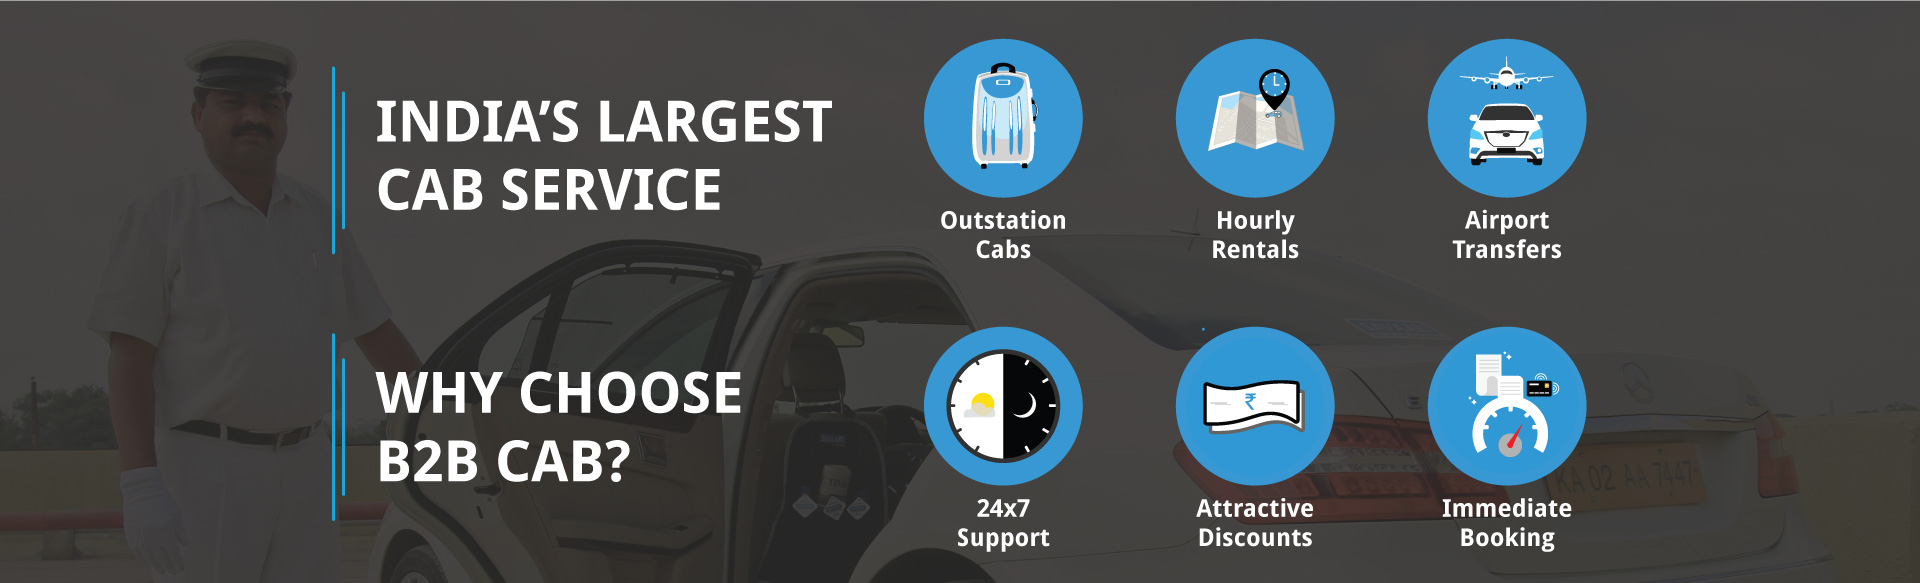 INDIA'S LARGEST
CAB SERVICE
Outstation
Cabs
Hourly
Rentals
Airport
Transfers
WHY CHOOSE
B2B CAB?
₹
KA 02 AA 7447
24x7
Support
Attractive
Discounts
Immediate
Booking